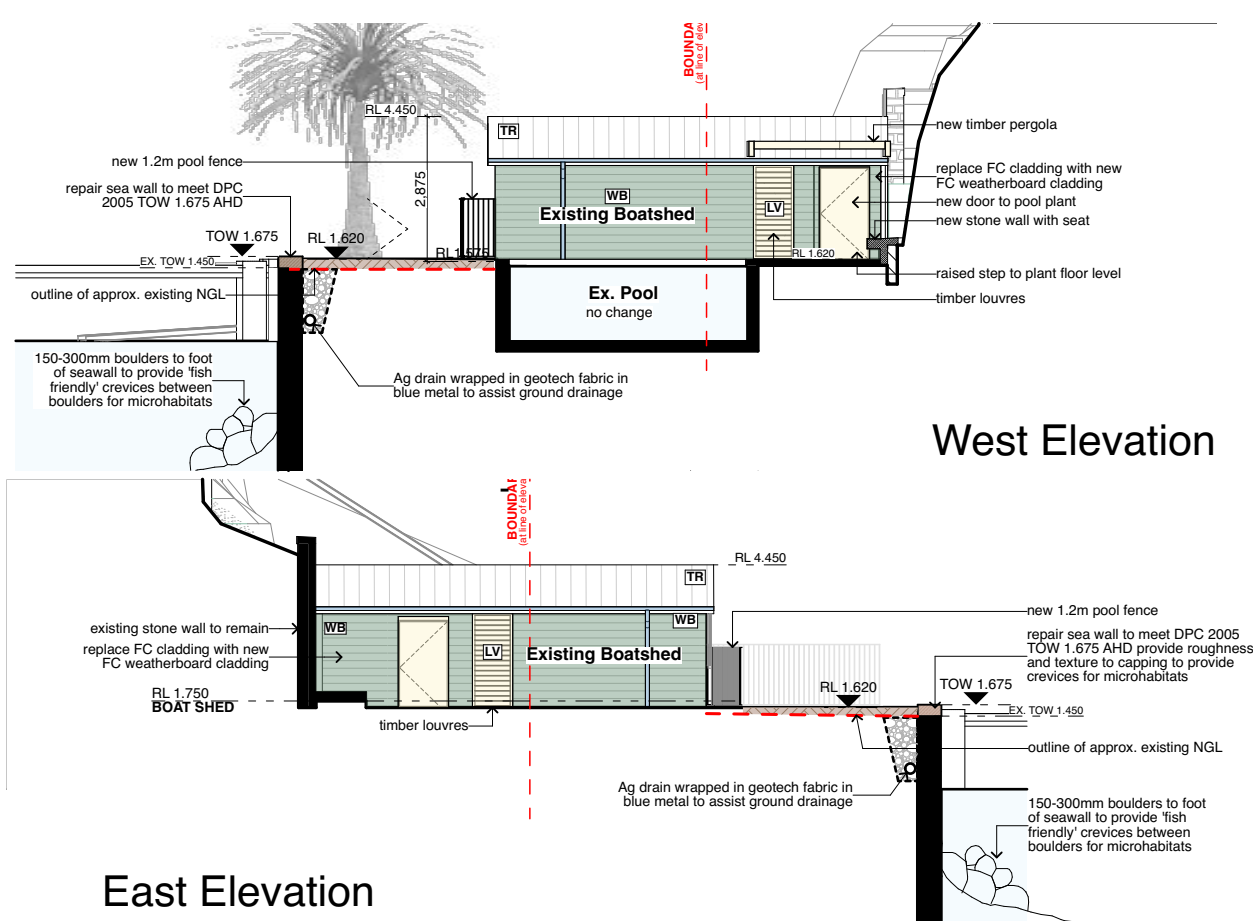 BOUNDA
(at line of elev
RL 4.450
TR
new timber pergola
new 1.2m pool fence
replace FC cladding with new
FC weatherboard cladding
repair sea wall to meet DPC
2005 TOW 1.675 AHD
2,875
WB
LV
Existing Boatshed
new door to pool plant
new stone wall with seat
TOW 1.675
RL 1.620
RL 1.575
RL 1.620
EX. TOW 1.450
raised step to plant floor level
outline of approx. existing NGL
Ex. Pool
no change
timber louvres
150-300mm boulders to foot
of seawall to provide 'fish
friendly' crevices between
boulders for microhabitats
Ag drain wrapped in geotech fabric in
blue metal to assist ground drainage
West Elevation
BOUNDAF
(at line of eleva
RL 4.450
TR
new 1.2m pool fence
existing stone wall to remain
WB
WB
LV
Existing Boatshed
replace FC cladding with new
FC weatherboard cladding
repair sea wall to meet DPC 2005
TOW 1.675 AHD provide roughness
and texture to capping to provide
crevices for microhabitats
RL 1.750
BOAT SHED
RL 1.620
TOW 1.675
EX. TOW 1.450
timber louvres
outline of approx. existing NGL
Ag drain wrapped in geotech fabric in
blue metal to assist ground drainage
150-300mm boulders to foot
of seawall to provide 'fish
friendly' crevices between
boulders for microhabitats
East Elevation